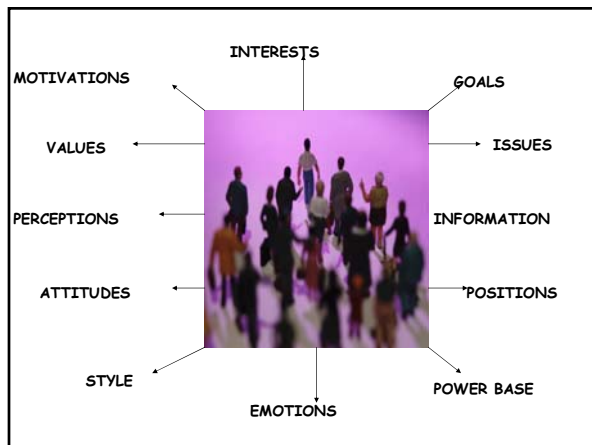 INTERESTS
MOTIVATIONS
GOALS
VALUES
ISSUES
PERCEPTIONS
INFORMATION
ATTITUDES
POSITIONS
STYLE
POWER BASE
EMOTIONS